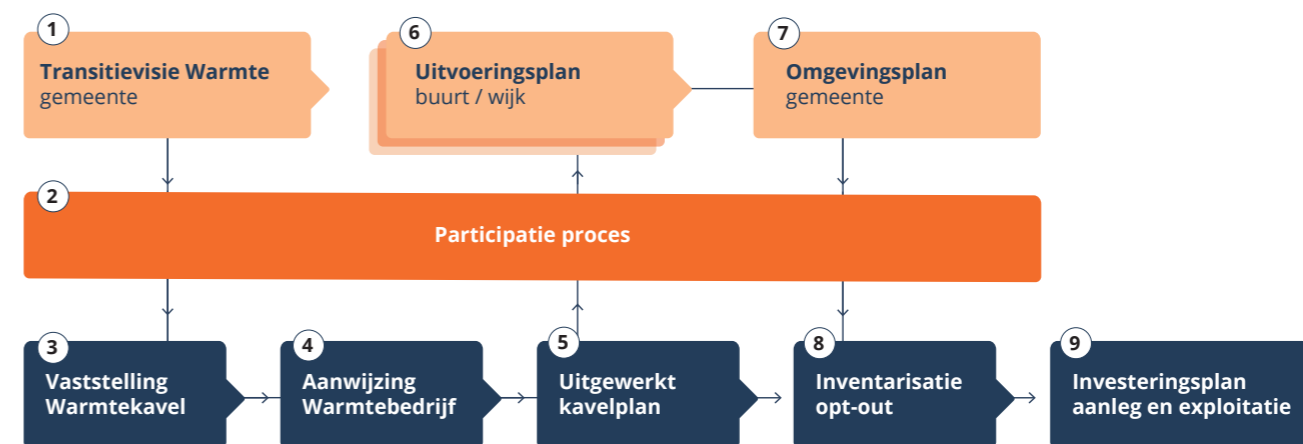 1
Transitievisie Warmte
gemeente
6
Uitvoeringsplan
buurt / wijk
7
Omgevingsplan
gemeente
2
Participatie proces
3
Vaststelling
Warmtekavel
4
Aanwijzing
Warmtebedrijf
5
Uitgewerkt
kavelplan
8
Inventarisatie
opt-out
9
Investeringsplan
aanleg en exploitatie